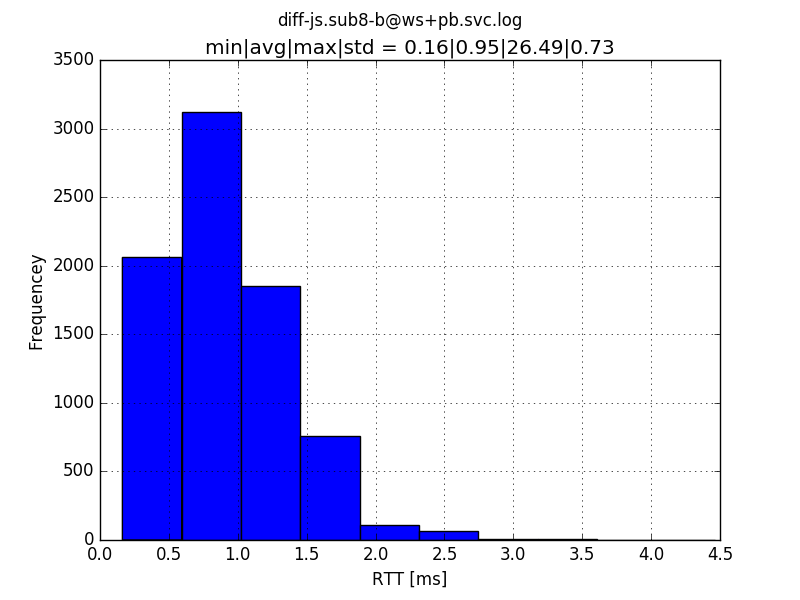 diff-js.sub8-b@ws+pb.svc.log
min|avg|max|std = 0.16|0.95|26.49|0.73
3500
3000
2500
2000
1500
1000
500
0
Frequencey
0.0 0.5 1.0 1.5 2.0 2.5 3.0 3.5 4.0 4.5
RTT [ms]